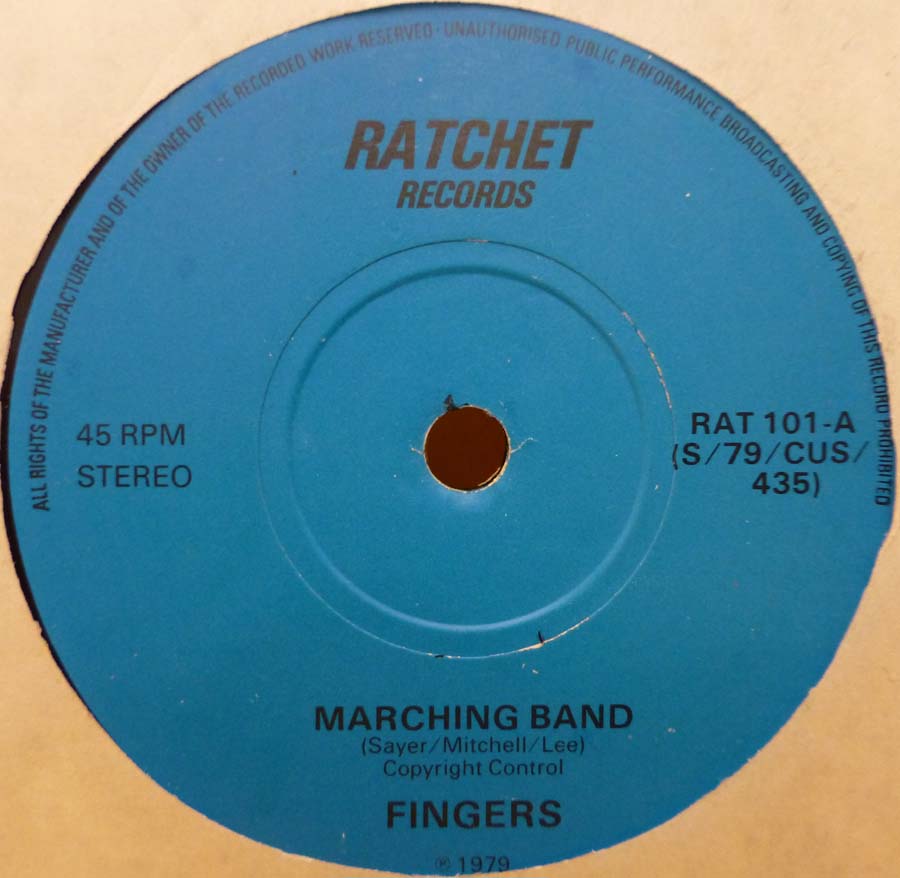 ALL RIGHTS OF THE MANUFACTURER AND OF THE OWNER OF THE RECORDED WORK RESERVED · UNAUTHORISED PUBLIC PERFORMANCE BROADCASTING AND COPYING OF THIS RECORD PROHIBITED
RATCHET
RECORDS
45 RPM
STEREO
RAT 101-A
(S/79/CUS/
435)
MARCHING BAND
(Sayer/Mitchell/Lee)
Copyright Control
FINGERS
℗ 1979